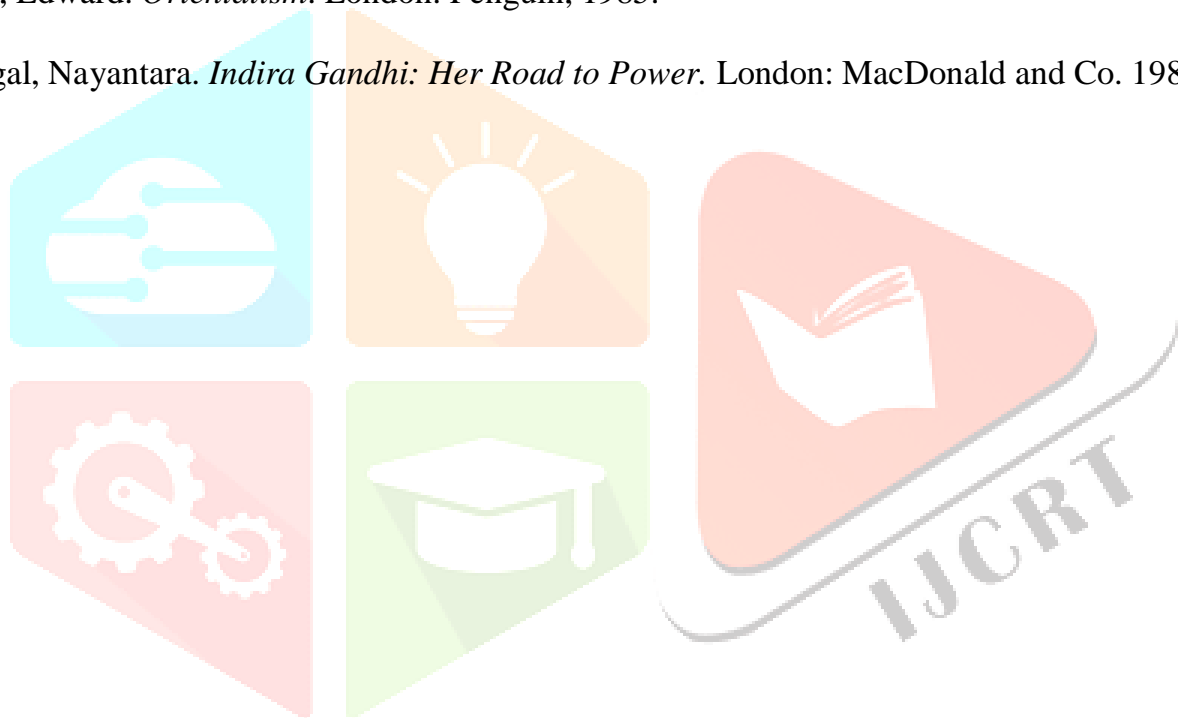 , Edward. Orientalism. London: Penguin, 1985.
gal, Nayantara. Indira Gandhi: Her Road to Power. London: MacDonald and Co. 198
IJCRT